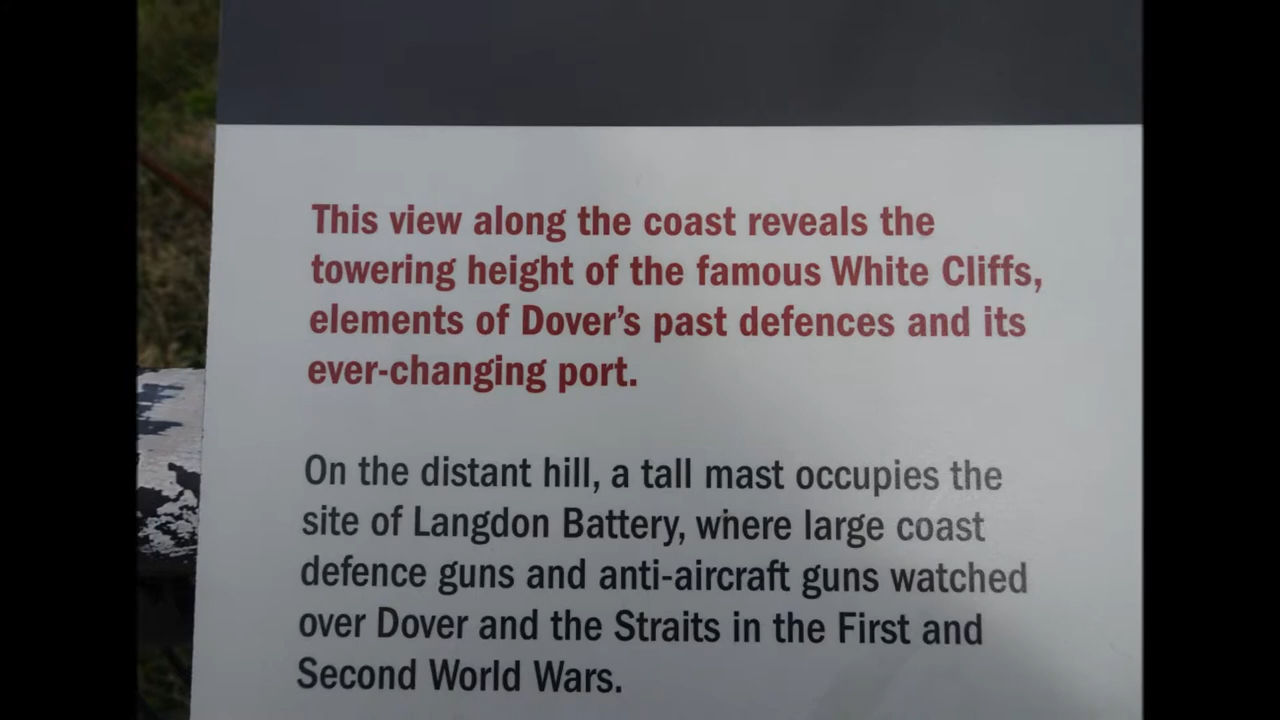 This view along the coast reveals the
towering height of the famous White Cliffs,
elements of Dover’s past defences and its
ever-changing port.
On the distant hill, a tall mast occupies the
site of Langdon Battery, where large coast
defence guns and anti-aircraft guns watched
over Dover and the Straits in the First and
Second World Wars.